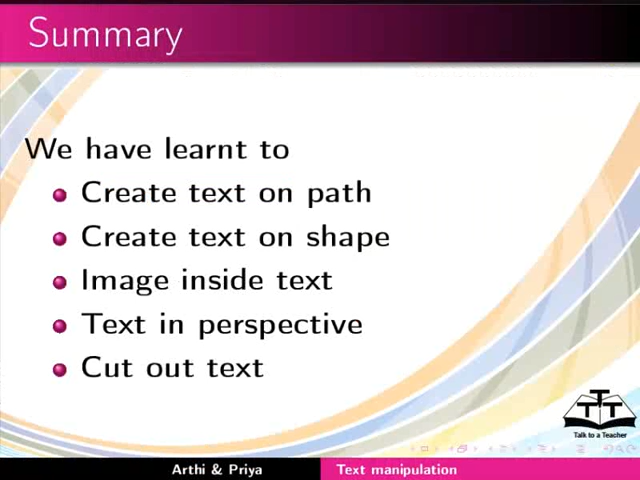 Summary
We have learnt to
Create text on path
Create text on shape
Image inside text
Text in perspective
Cut out text
TTT
Talk to a Teacher
Arthi & Priya
Text manipulation